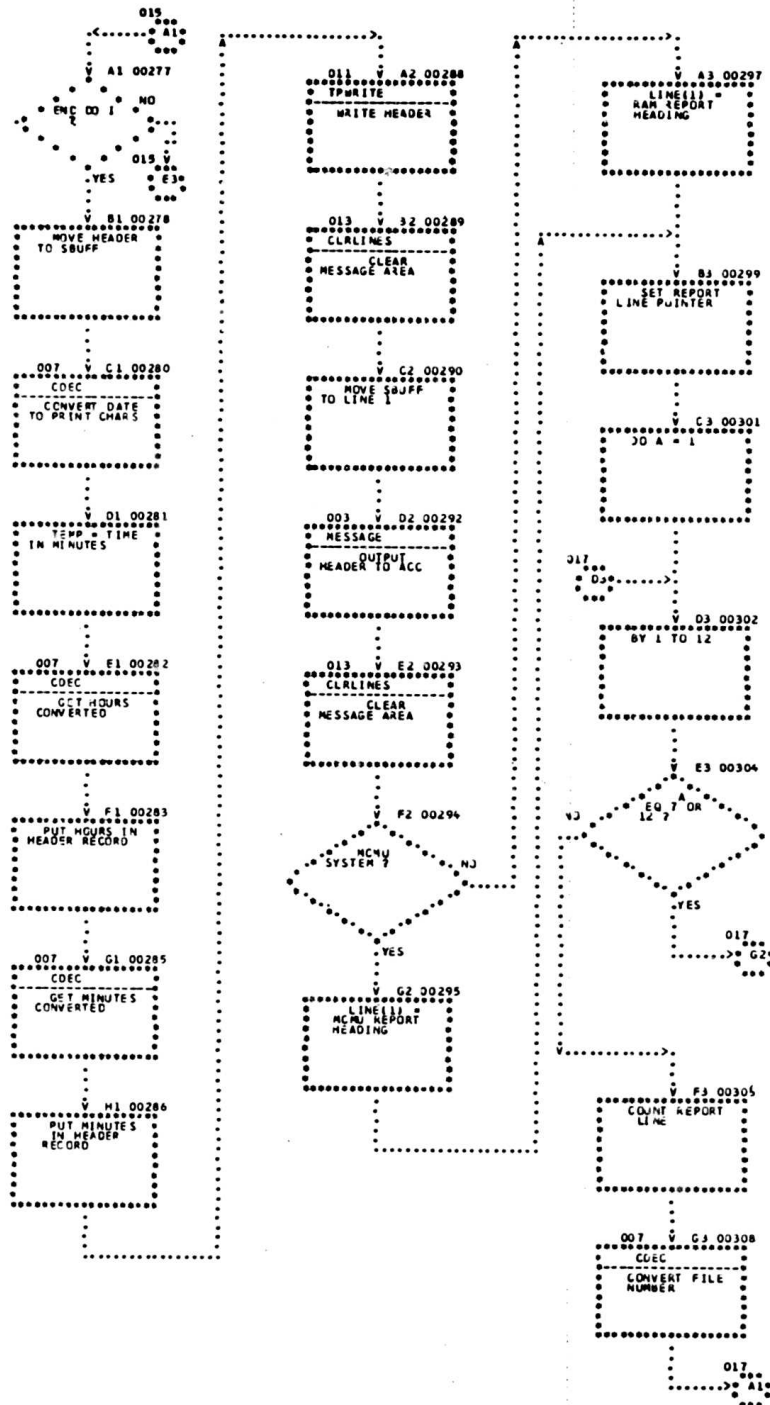 015
A1
A1 00277
END DO I
?
NO
015
E3
YES
B1 00278
MOVE HEADER
TO SBUFF
007 C1 00280
CDEC
CONVERT DATE
TO PRINT CHARS
D1 00281
TEMP = TIME
IN MINUTES
007 E1 00282
CDEC
GET HOURS
CONVERTED
F1 00283
PUT HOURS IN
HEADER RECORD
007 G1 00285
CDEC
GET MINUTES
CONVERTED
H1 00286
PUT MINUTES
IN HEADER
RECORD
011 A2 00288
TPWRITE
WRITE HEADER
013 B2 00289
CLRLINES
CLEAR
MESSAGE AREA
C2 00290
MOVE SBUFF
TO LINE 1
003 D2 00292
MESSAGE
OUTPUT
HEADER TO ACC
013 E2 00293
CLRLINES
CLEAR
MESSAGE AREA
F2 00294
MCMU
SYSTEM ?
NO
YES
G2 00295
LINE(1) =
MCMU REPORT
HEADING
A3 00297
LINE(1) =
RAM REPORT
HEADING
B3 00299
SET REPORT
LINE POINTER
C3 00301
DO A = 1
017
D3
D3 00302
BY 1 TO 12
E3 00304
A
EQ 7 OR
12 ?
NO
YES
017
G2
F3 00305
COUNT REPORT
LINE
007 G3 00308
CDEC
CONVERT FILE
NUMBER
017
A1